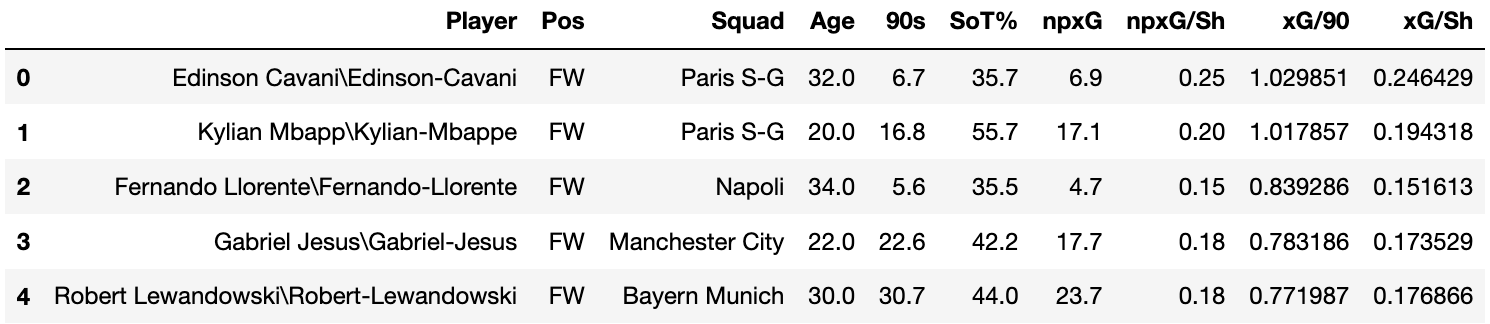 Player Pos Squad Age 90s SoT% npxG npxG/Sh xG/90 xG/Sh
0 Edinson Cavani\Edinson-Cavani FW Paris S-G 32.0 6.7 35.7 6.9 0.25 1.029851 0.246429
1 Kylian Mbapp\Kylian-Mbappe FW Paris S-G 20.0 16.8 55.7 17.1 0.20 1.017857 0.194318
2 Fernando Llorente\Fernando-Llorente FW Napoli 34.0 5.6 35.5 4.7 0.15 0.839286 0.151613
3 Gabriel Jesus\Gabriel-Jesus FW Manchester City 22.0 22.6 42.2 17.7 0.18 0.783186 0.173529
4 Robert Lewandowski\Robert-Lewandowski FW Bayern Munich 30.0 30.7 44.0 23.7 0.18 0.771987 0.176866